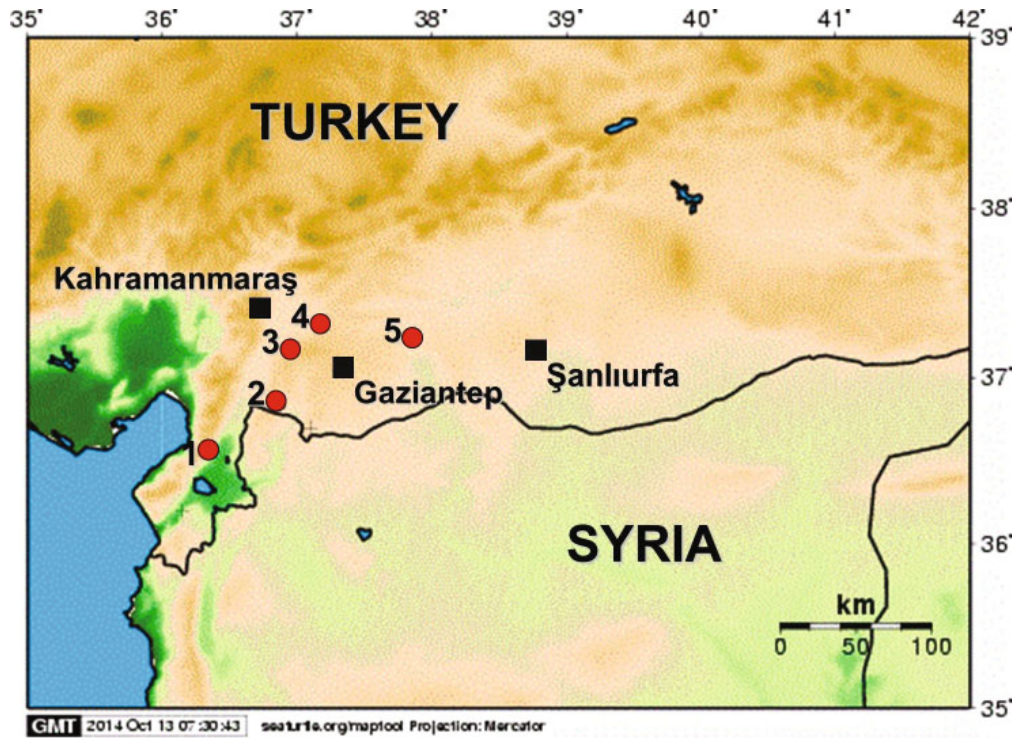 35° 36° 37° 38° 39° 40° 41° 42°
39°
TURKEY
38°
Kahramanmaraş
4
5
3
Şanlıurfa
37°
Gaziantep
2
1
SYRIA
36°
km
0 50 100
35°
GMT 2014 Oct 13 07:30:43 seaturtle.org/maptool Projection: Mercator